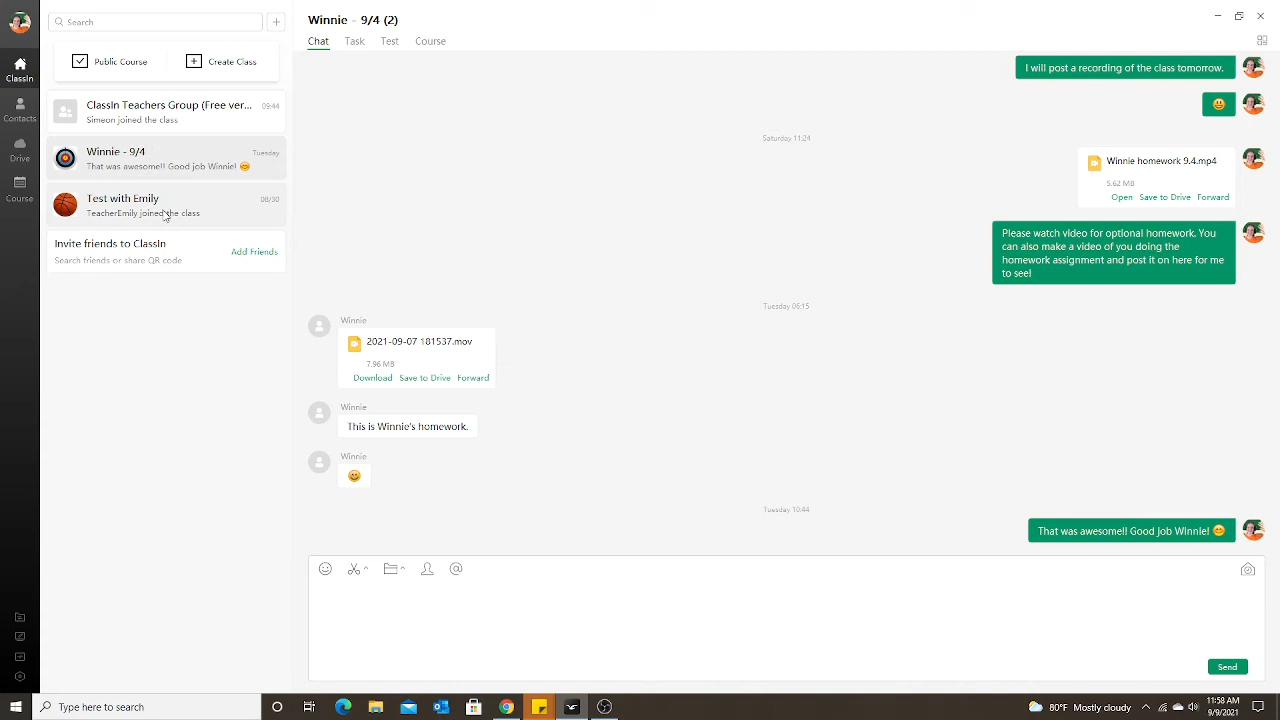 Search
Public Course
Create Class
ClassIn
Contacts
Drive
Course
ClassIn Teachers Group (Free ver...
09:44
Simeon joined the class
Winnie - 9/4
Tuesday
That was awesome!! Good job Winnie! 😊
Test with Emily
08/30
TeacherEmily joined the class
Invite friends to ClassIn
Search friends or share QR code
Add Friends
Winnie - 9/4 (2)
Chat Task Test Course
I will post a recording of the class tomorrow.
😃
Saturday 11:24
Winnie homework 9.4.mp4
5.62 MB
Open Save to Drive Forward
Please watch video for optional homework. You
can also make a video of you doing the
homework assignment and post it on here for me
to see!
Tuesday 06:15
Winnie
2021-09-07 181537.mov
7.96 MB
Download Save to Drive Forward
Winnie
This is Winnie's homework.
Winnie
😊
Tuesday 10:44
That was awesome!! Good job Winnie! 😊
Send
Type here to search
80°F Mostly cloudy
11:58 AM
9/9/2021